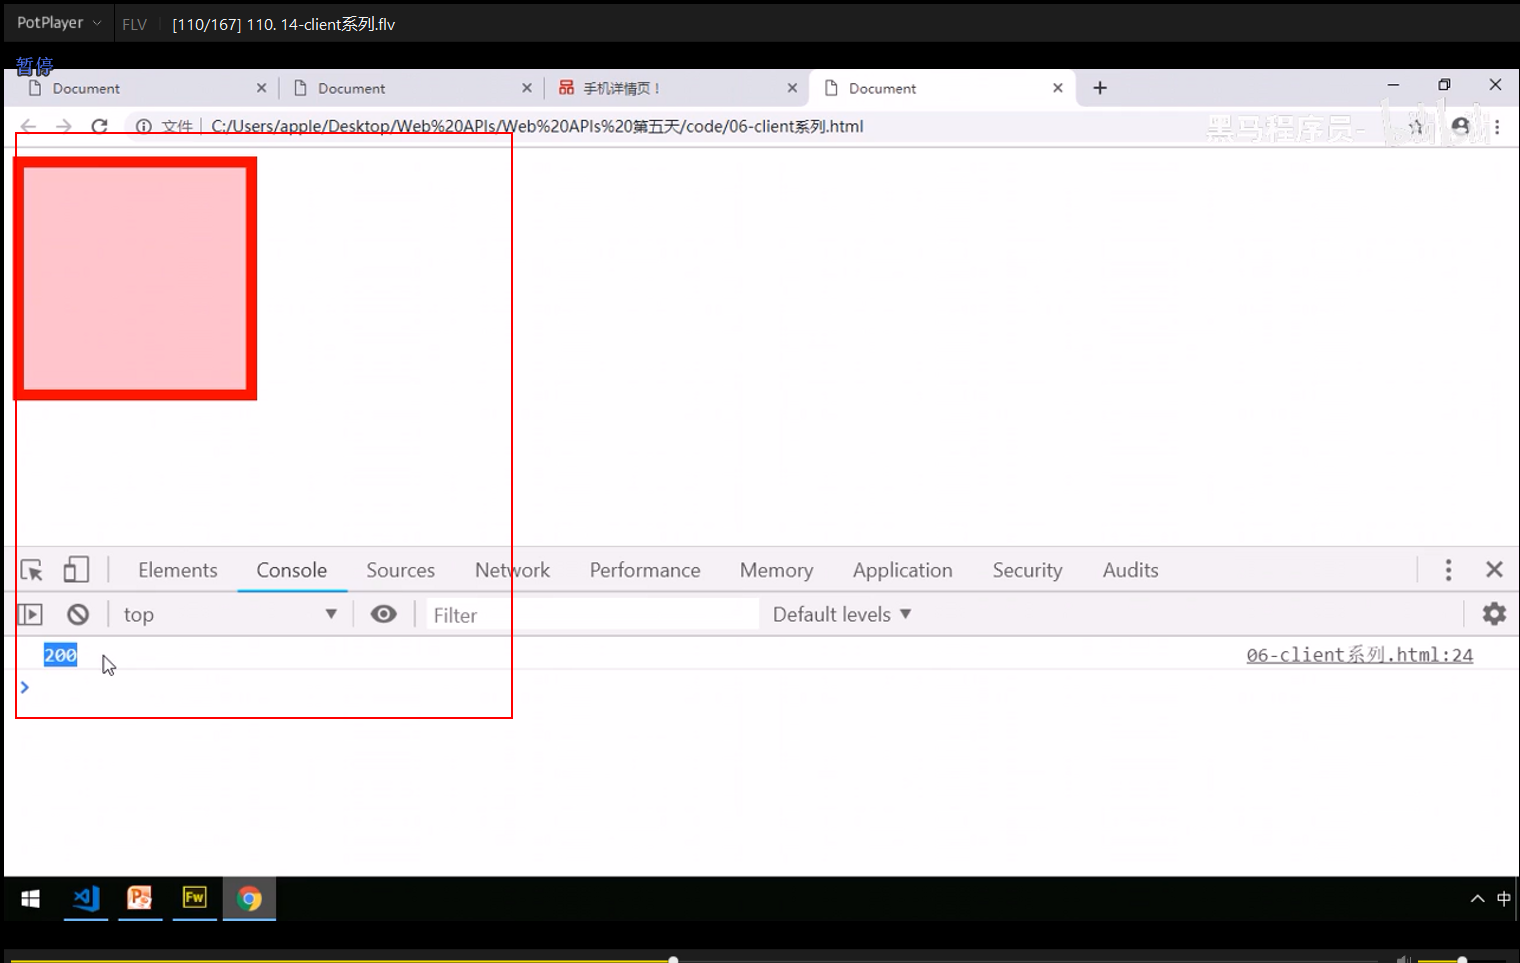 PotPlayer FLV [110/167] 110. 14-client系列.flv
暂停
Document Document 手机详情页！ Document
文件 C:/Users/apple/Desktop/Web%20APIs/Web%20APIs%20第五天/code/06-client系列.html
黑马程序员- bilibili
Elements Console Sources Network Performance Memory Application Security Audits
top Filter Default levels
200 06-client系列.html:24
Fw 中